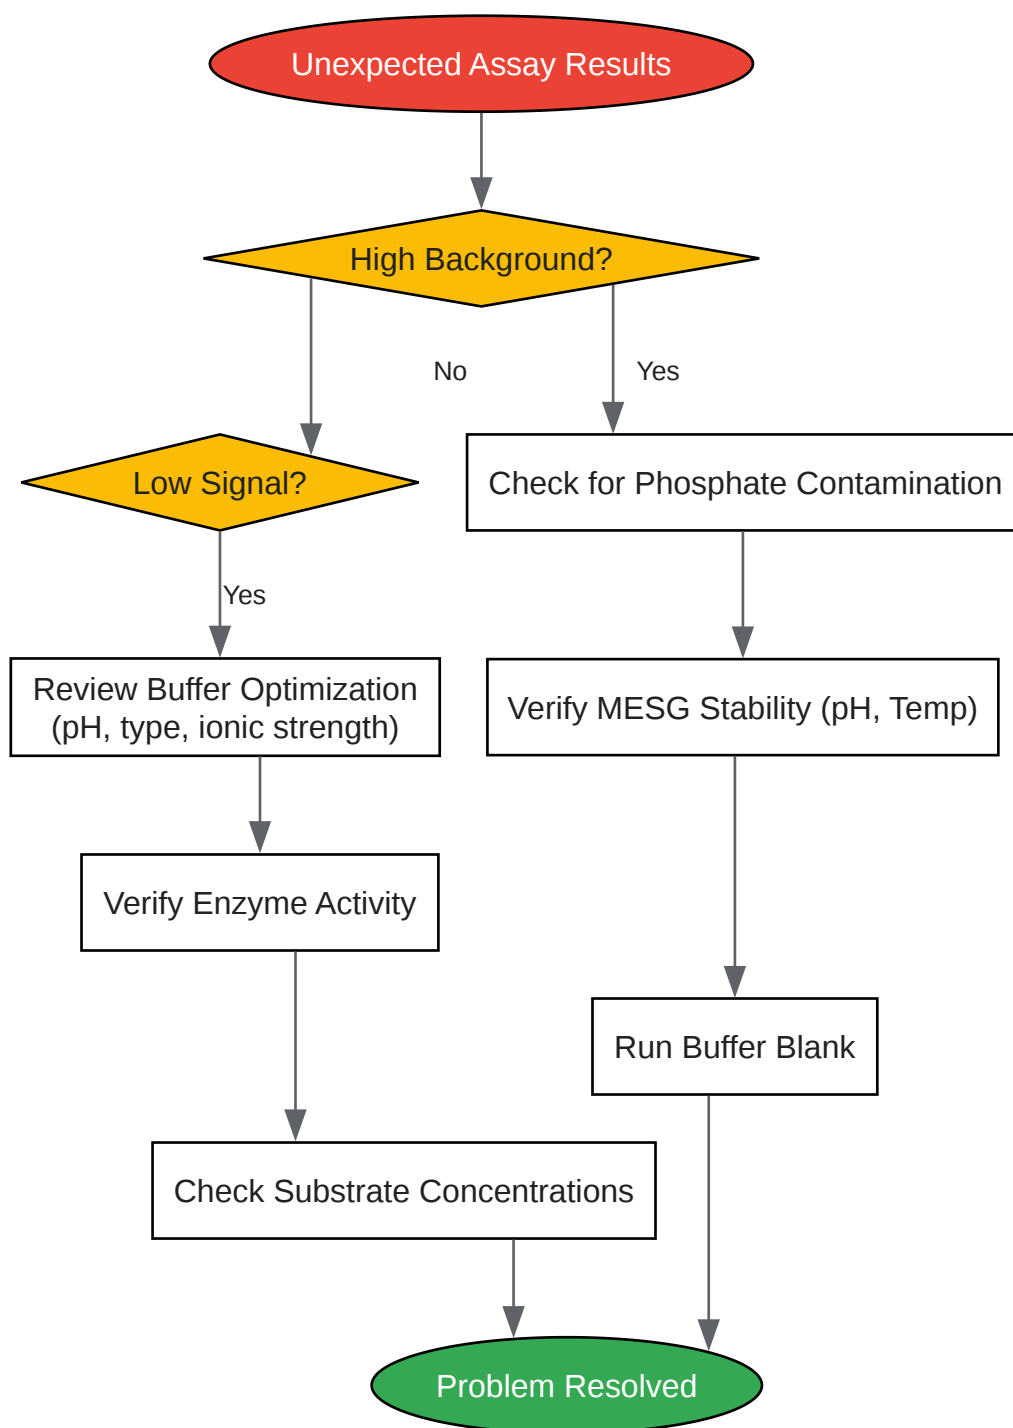 Unexpected Assay Results
High Background?
No
Yes
Low Signal?
Check for Phosphate Contamination
Yes
Review Buffer Optimization
(pH, type, ionic strength)
Verify MESG Stability (pH, Temp)
Verify Enzyme Activity
Run Buffer Blank
Check Substrate Concentrations
Problem Resolved